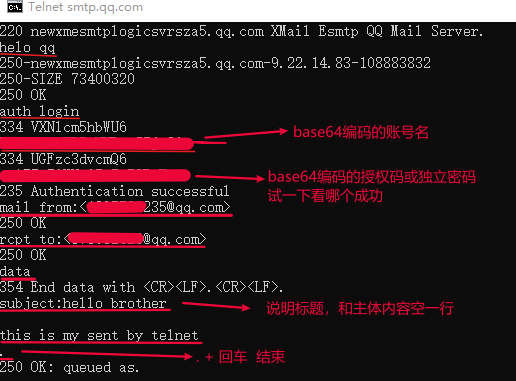 Telnet smtp.qq.com
220 newxmesmtplogicsvrsza5.qq.com XMail Esmtp QQ Mail Server.
helo qq
250-newxmesmtplogicsvrsza5.qq.com-9.22.14.83-108883832
250-SIZE 73400320
250 OK
auth login
334 VXNlcm5hbWU6
base64编码的账号名
334 UGFzc3dvcmQ6
base64编码的授权码或独立密码
试一下看哪个成功
235 Authentication successful
mail from:< 235@qq.com>
250 OK
rcpt to:< @qq.com>
250 OK
data
354 End data with <CR><LF>.<CR><LF>.
subject:hello brother
说明标题，和主体内容空一行
this is my sent by telnet
.
. + 回车 结束
250 OK: queued as.